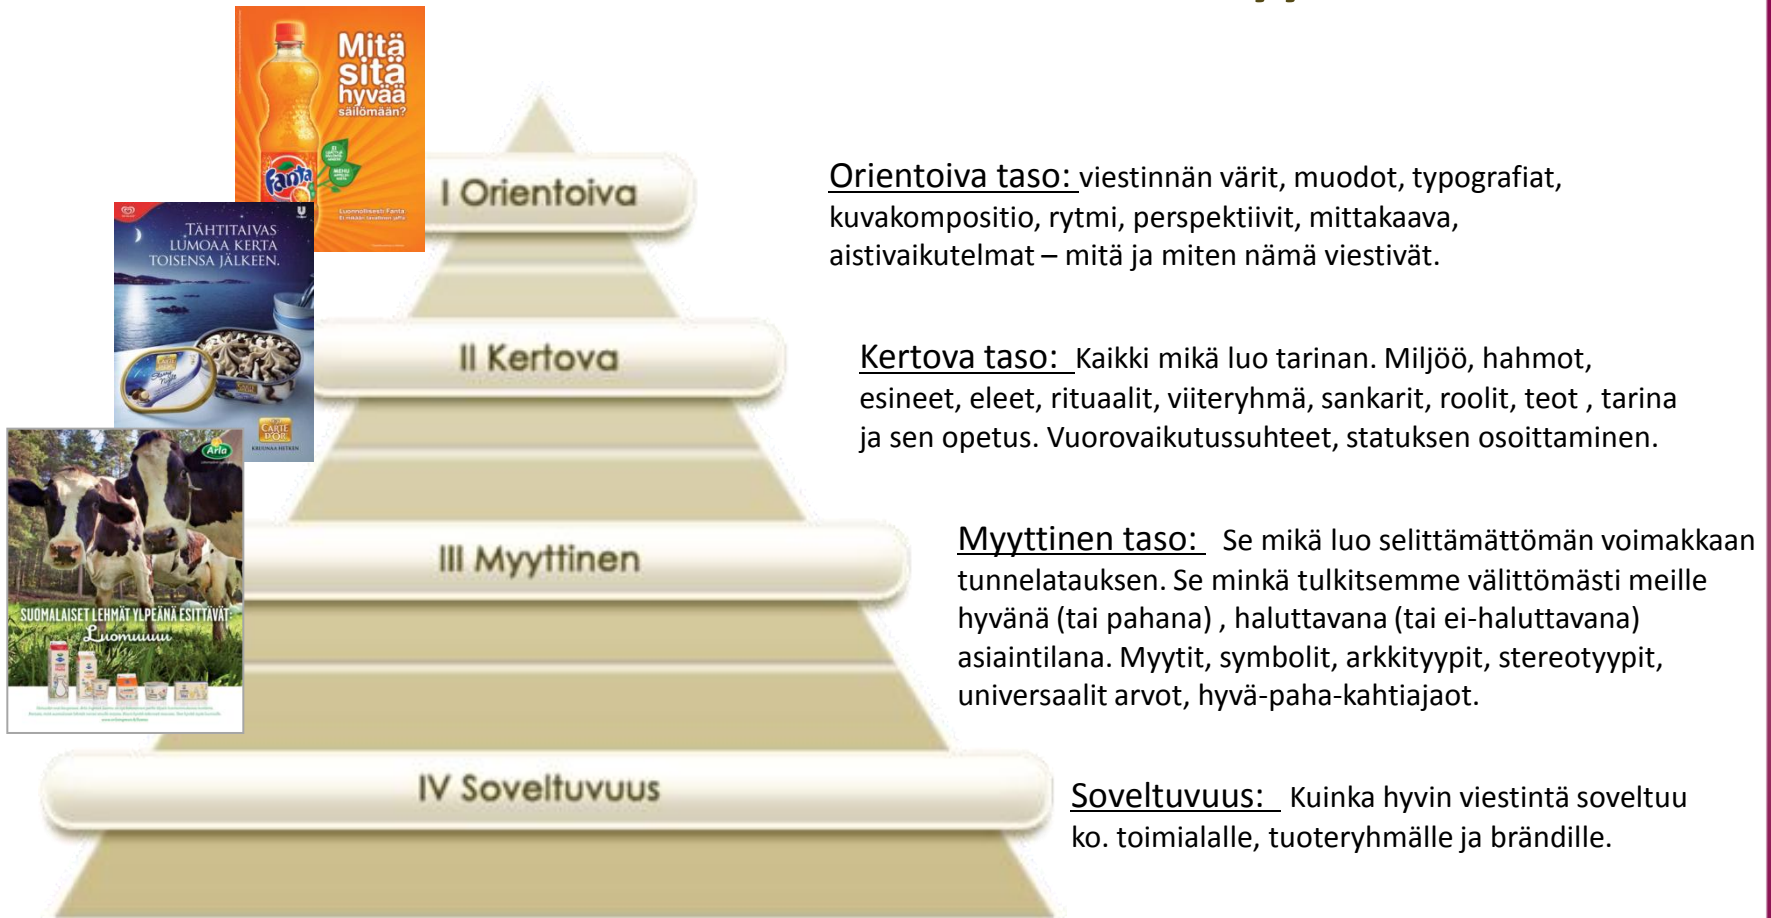 Mitä
sitä
hyvää
säilömään?
Fanta
Luonnollisesti Fanta
I Orientoiva
Orientoiva taso: viestinnän värit, muodot, typografiat,
kuvakompositio, rytmi, perspektiivit, mittakaava,
aistivaikutelmat – mitä ja miten nämä viestivät.
TÄHTITAIVAS
LUMOAA KERTA
TOISENSA JÄLKEEN.
CARTE
D'OR
KRUUNAA HETKEN
II Kertova
Kertova taso: Kaikki mikä luo tarinan. Miljöö, hahmot,
esineet, eleet, rituaalit, viiteryhmä, sankarit, roolit, teot , tarina
ja sen opetus. Vuorovaikutussuhteet, statuksen osoittaminen.
Arla
SUOMALAISET LEHMÄT YLPEÄNÄ ESITTÄVÄT:
Luomuuuu
III Myyttinen
Myyttinen taso: Se mikä luo selittämättömän voimakkaan
tunnelatauksen. Se minkä tulkitsemme välittömästi meille
hyvänä (tai pahana) , haluttavana (tai ei-haluttavana)
asiaintilana. Myytit, symbolit, arkkityypit, stereotyypit,
universaalit arvot, hyvä-paha-kahtiajaot.
IV Soveltuvuus
Soveltuvuus: Kuinka hyvin viestintä soveltuu
ko. toimialalle, tuoteryhmälle ja brändille.